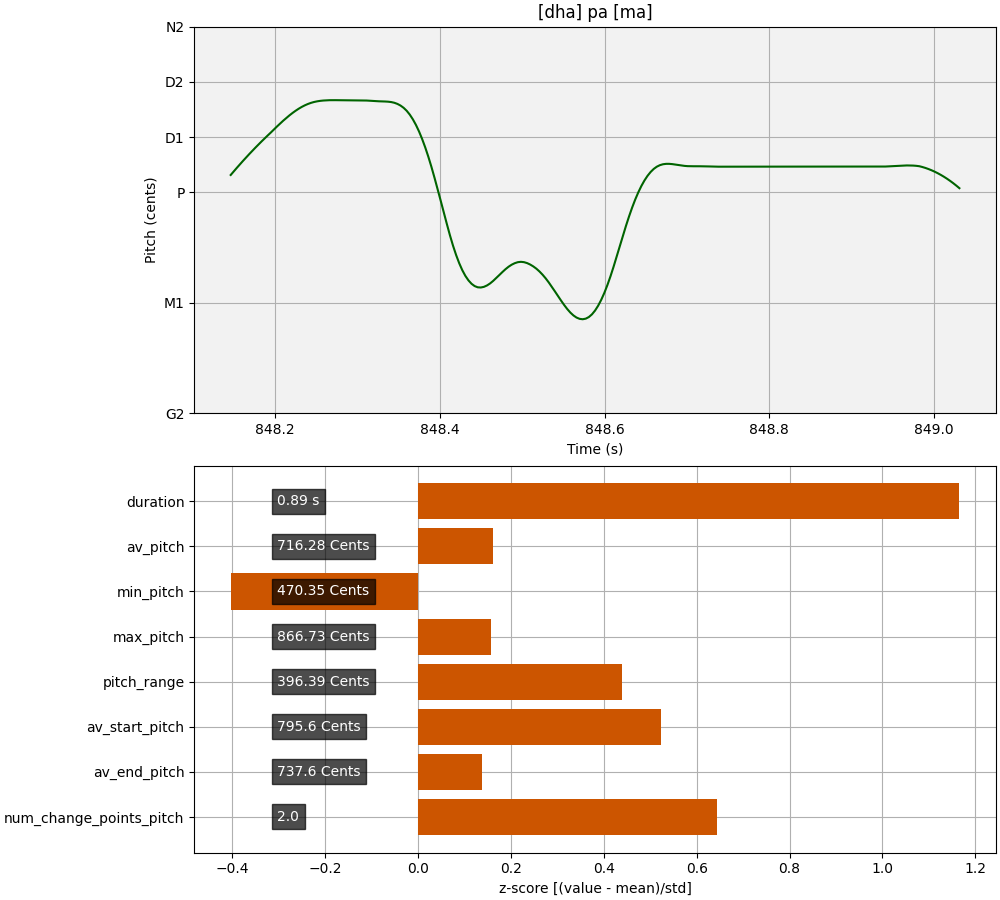 [dha] pa [ma]
N2
D2
D1
P
M1
G2
Pitch (cents)
848.2 848.4 848.6 848.8 849.0
Time (s)
duration 0.89 s
av_pitch 716.28 Cents
min_pitch 470.35 Cents
max_pitch 866.73 Cents
pitch_range 396.39 Cents
av_start_pitch 795.6 Cents
av_end_pitch 737.6 Cents
num_change_points_pitch 2.0
−0.4 −0.2 0.0 0.2 0.4 0.6 0.8 1.0 1.2
z-score [(value - mean)/std]